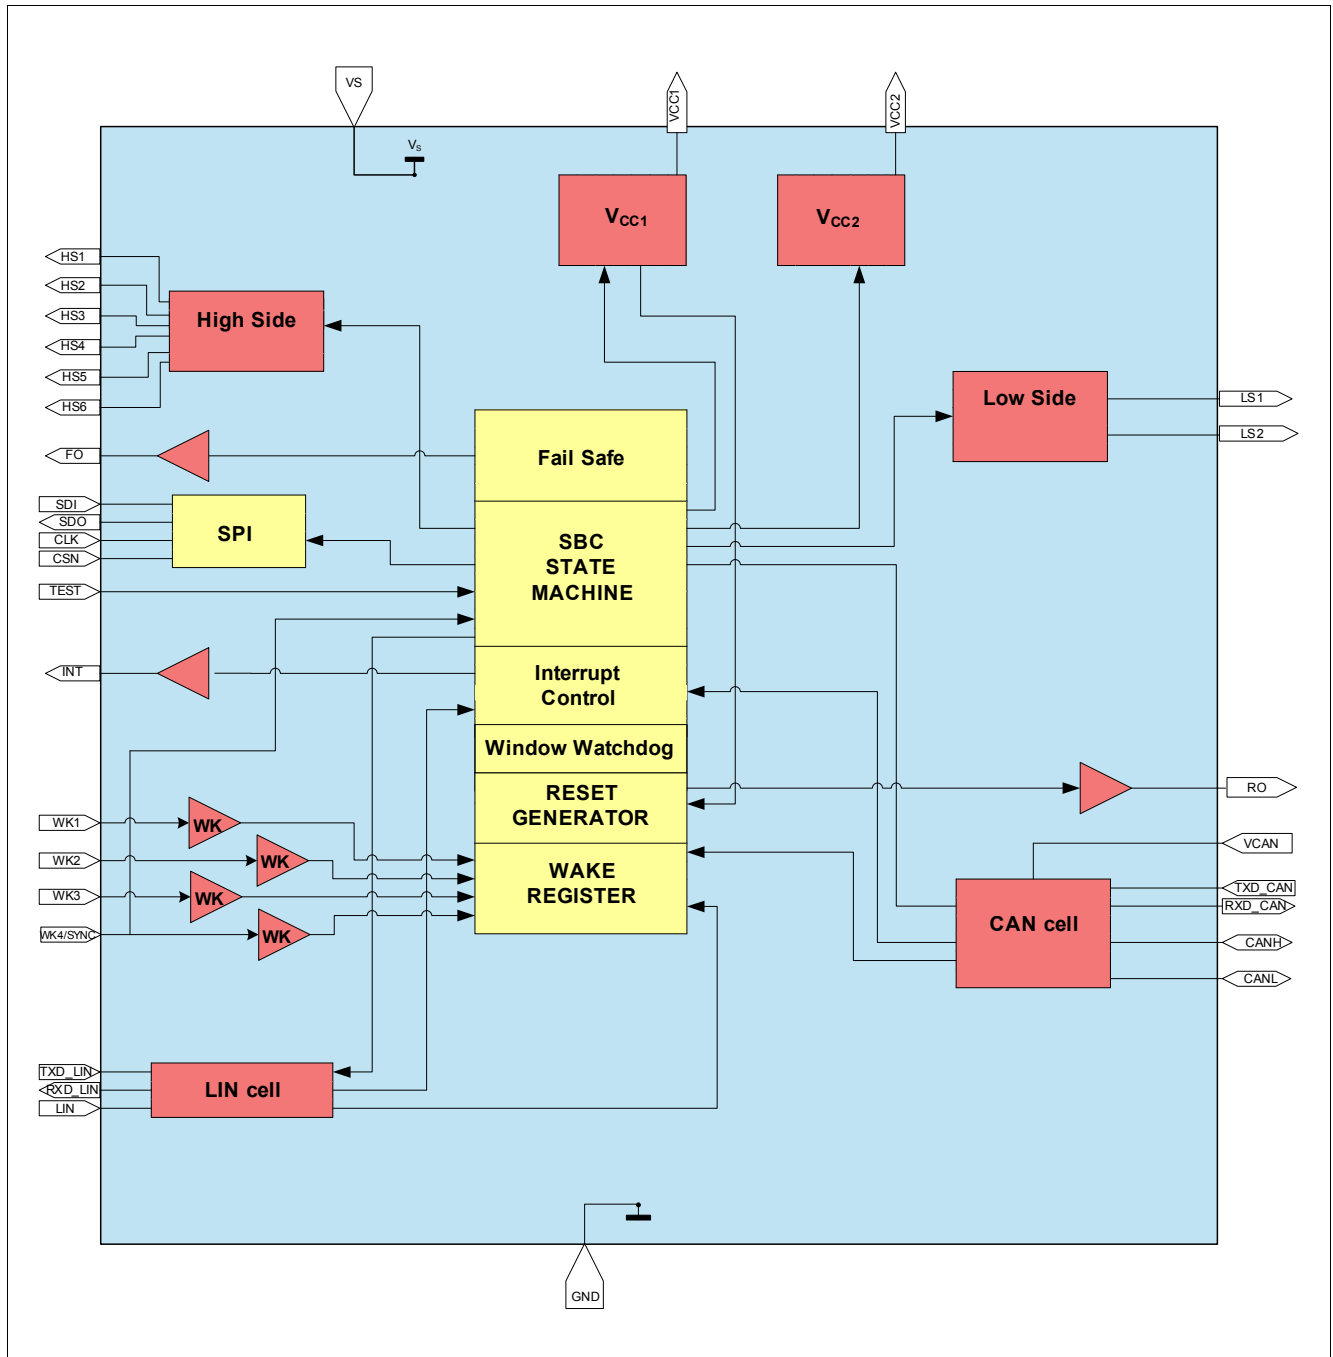 VS
VCC1
VCC2
Vs
VCC1
VCC2
HS1
HS2
HS3
HS4
HS5
HS6
High Side
Low Side
LS1
LS2
FO
Fail Safe
SDI
SDO
CLK
CSN
SPI
SBC
STATE
MACHINE
TEST
INT
Interrupt
Control
Window Watchdog
RESET
GENERATOR
RO
WK1
WK
WK2
WK
WK3
WK
WK4/SYNC
WK
WAKE
REGISTER
VCAN
TXD_CAN
RXD_CAN
CANH
CANL
CAN cell
TXD_LIN
RXD_LIN
LIN
LIN cell
GND